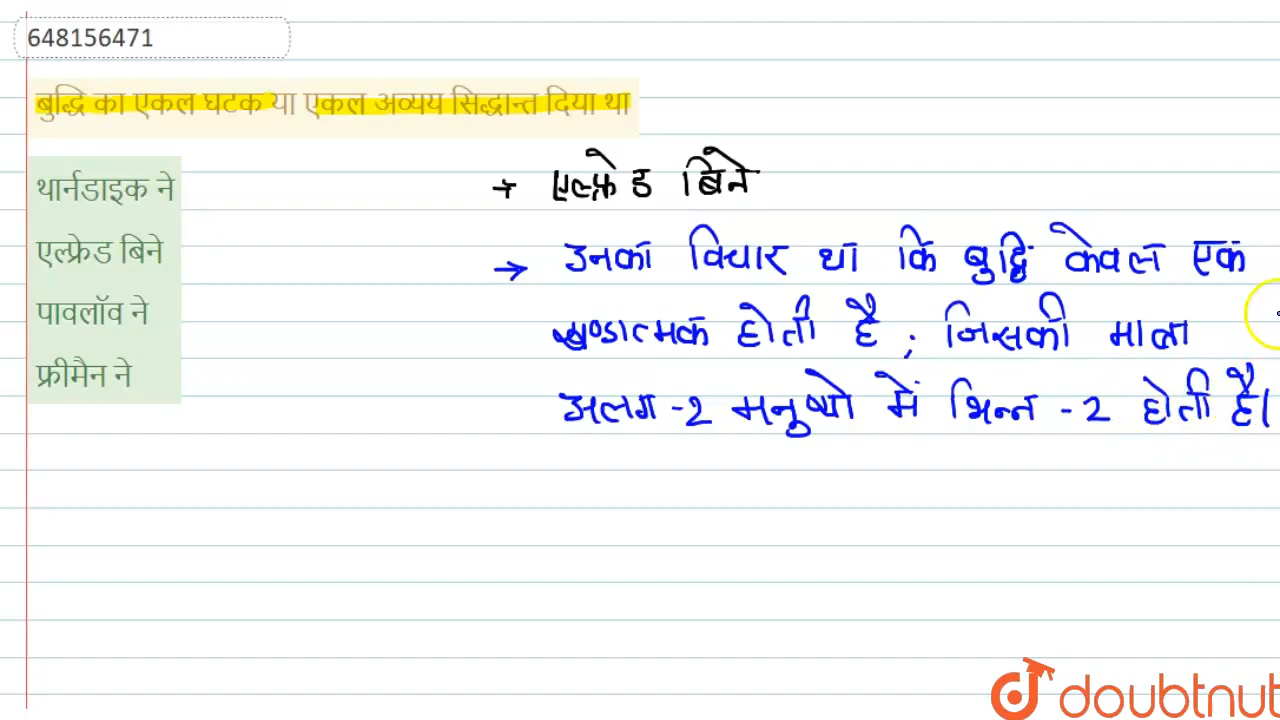 648156471
बुद्धि का एकल घटक या एकल अव्यय सिद्धान्त दिया था
थार्नडाइक ने
एल्फ्रेड बिने
पावलॉव ने
फ्रीमैन ने
→ एल्फ्रेड बिने
→ उनका विचार था कि बुद्धि केवल एक
खण्डात्मक होती है ; जिसकी मात्रा
अलग -2 मनुष्यो में भिन्न -2 होती है।
doubtnut